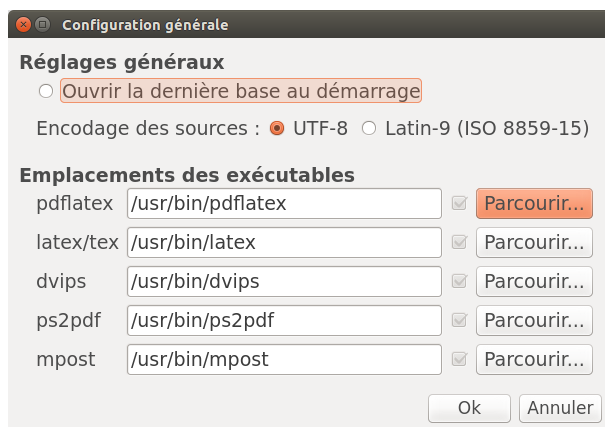 Configuration générale
Réglages généraux
Ouvrir la dernière base au démarrage
Encodage des sources : UTF-8 Latin-9 (ISO 8859-15)
Emplacements des exécutables
pdflatex /usr/bin/pdflatex Parcourir...
latex/tex /usr/bin/latex Parcourir...
dvips /usr/bin/dvips Parcourir...
ps2pdf /usr/bin/ps2pdf Parcourir...
mpost /usr/bin/mpost Parcourir...
Ok Annuler